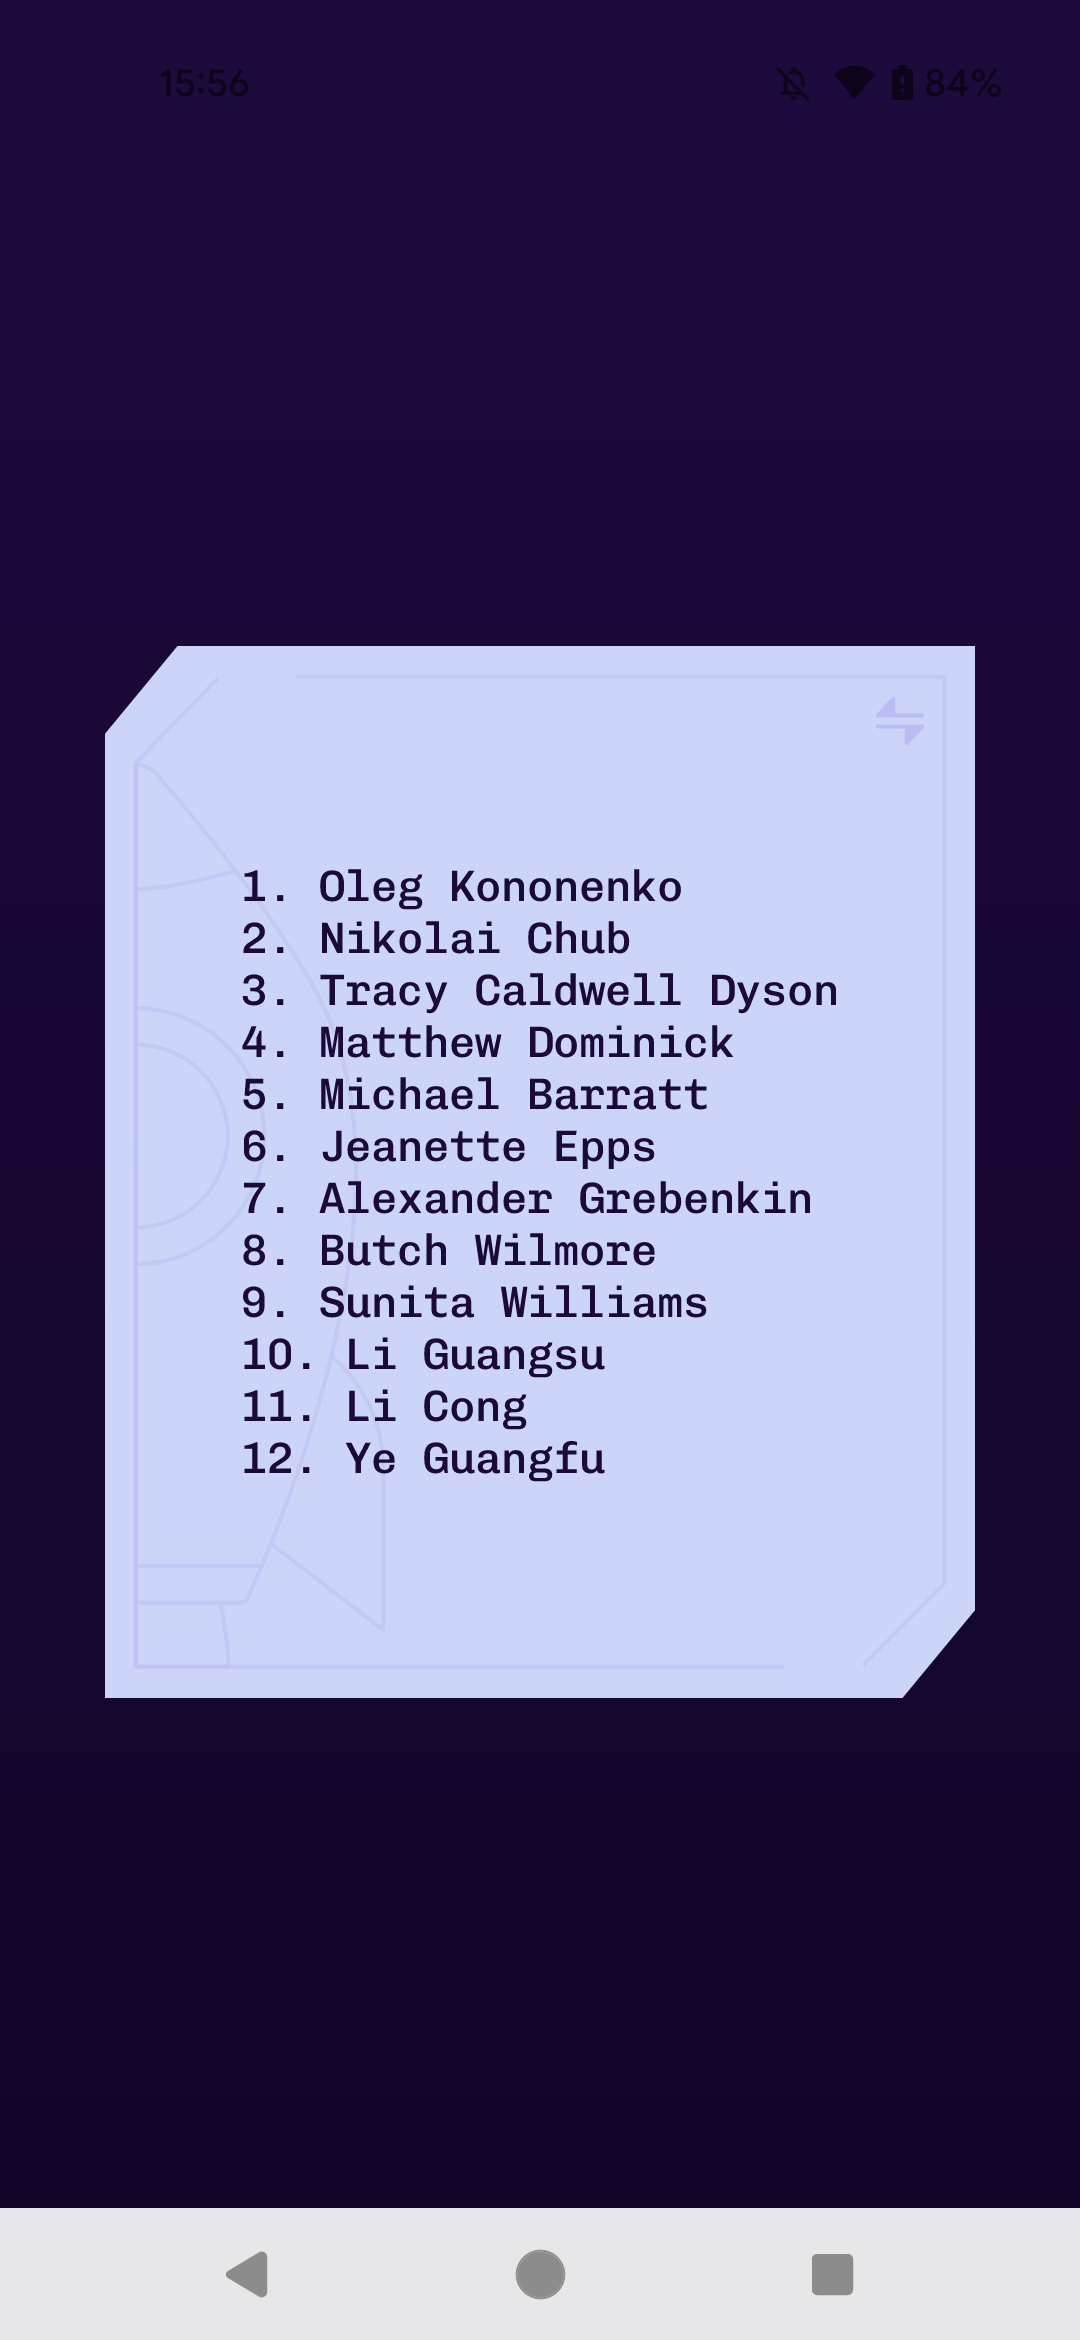 15:56
84%
1. Oleg Kononenko
2. Nikolai Chub
3. Tracy Caldwell Dyson
4. Matthew Dominick
5. Michael Barratt
6. Jeanette Epps
7. Alexander Grebenkin
8. Butch Wilmore
9. Sunita Williams
10. Li Guangsu
11. Li Cong
12. Ye Guangfu